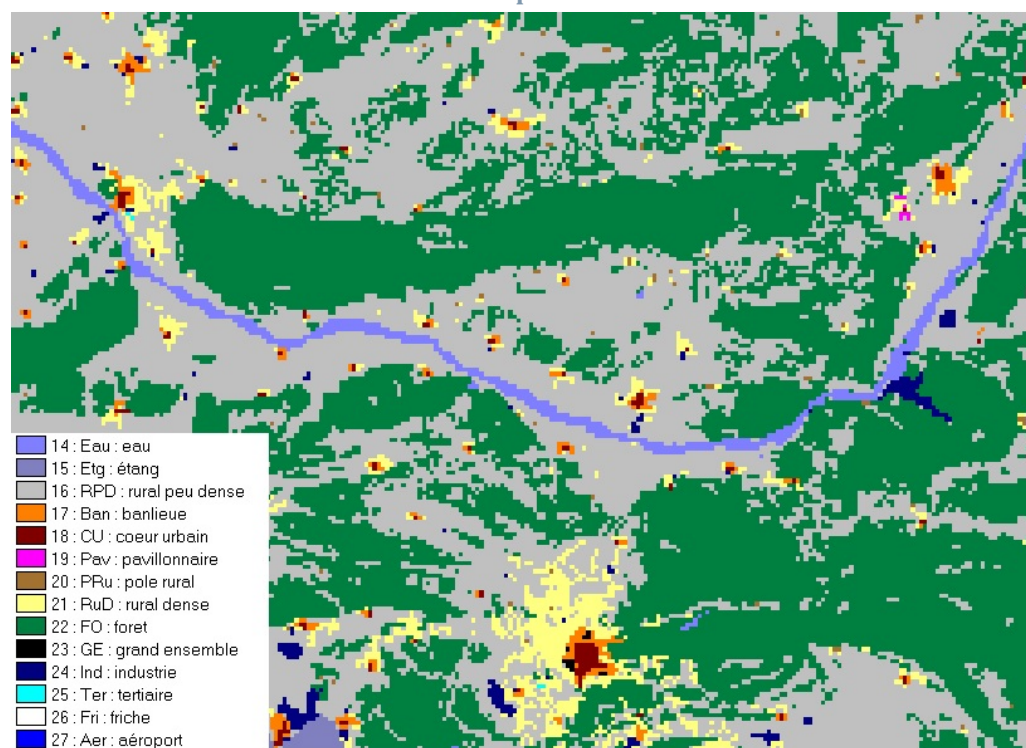 14 : Eau : eau
15 : Etg : étang
16 : RPD : rural peu dense
17 : Ban : banlieue
18 : CU : coeur urbain
19 : Pav : pavillonnaire
20 : PRu : pole rural
21 : RuD : rural dense
22 : FO : foret
23 : GE : grand ensemble
24 : Ind : industrie
25 : Ter : tertiaire
26 : Fri : friche
27 : Aer : aéroport